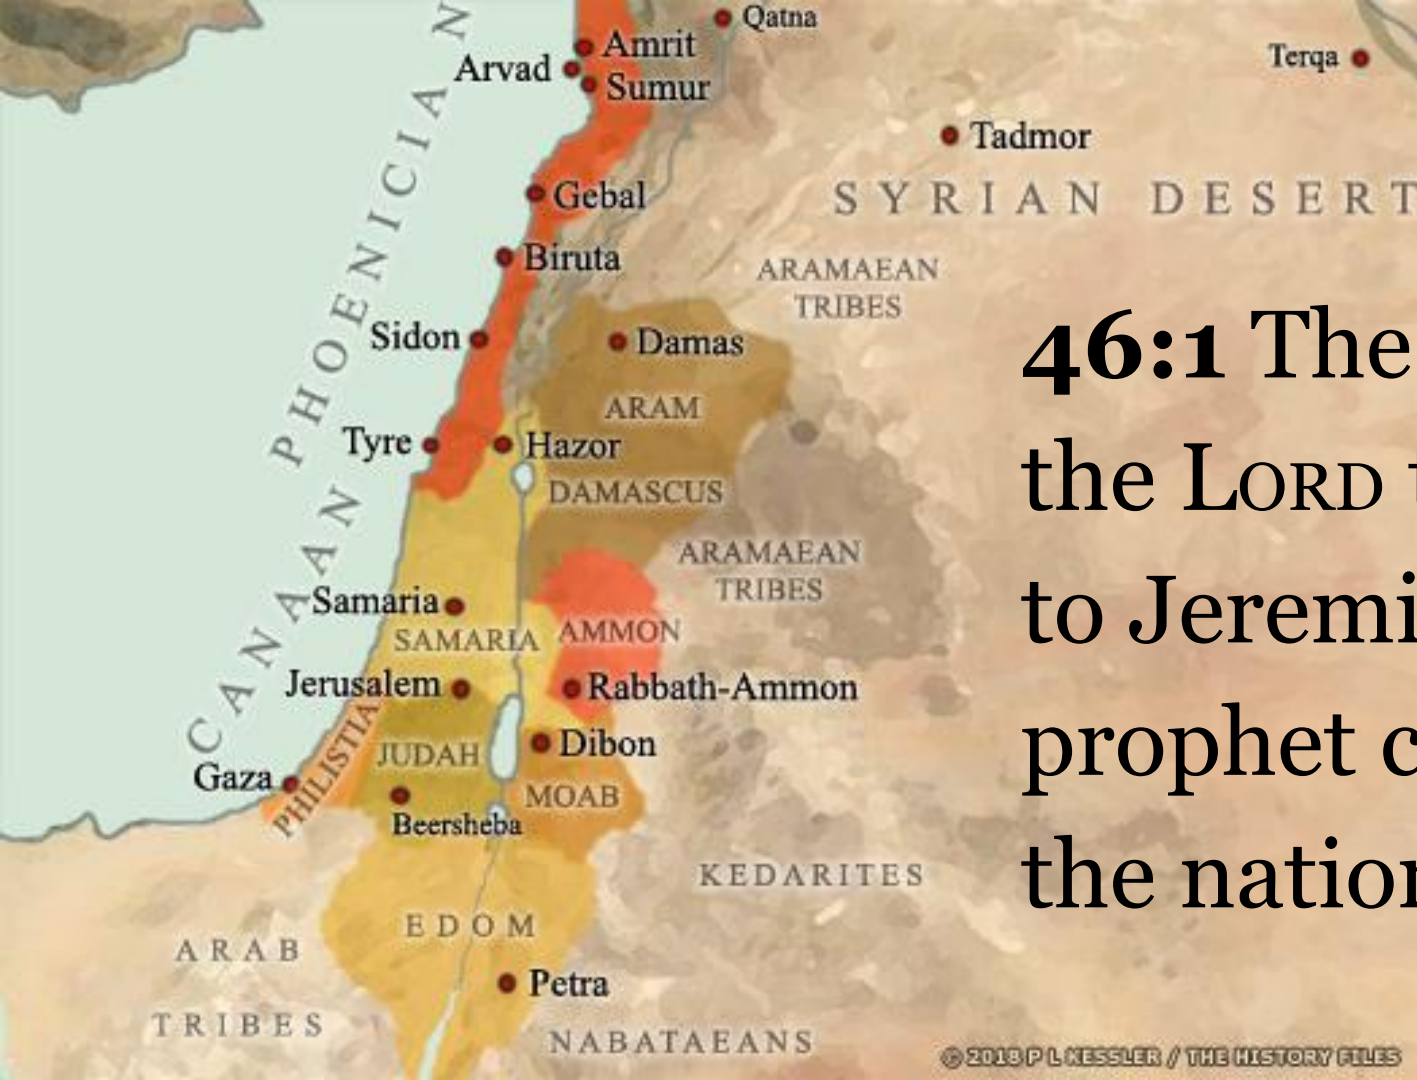 Qatna
Amrit
Arvad
Sumur
Terqa
Tadmor
SYRIAN DESERT
Gebal
Biruta
ARAMAEAN
TRIBES
PHOENICIAN
Sidon
Damas
ARAM
Tyre
Hazor
DAMASCUS
CANAAN
ARAMAEAN
TRIBES
Samaria
SAMARIA
AMMON
Jerusalem
Rabbath-Ammon
PHILISTIA
JUDAH
Dibon
Gaza
MOAB
Beersheba
KEDARITES
EDOM
ARAB
TRIBES
Petra
NABATAEANS
46:1 The
the LORD
to Jeremi
prophet c
the nation
© 2018 P L KESSLER / THE HISTORY FILES